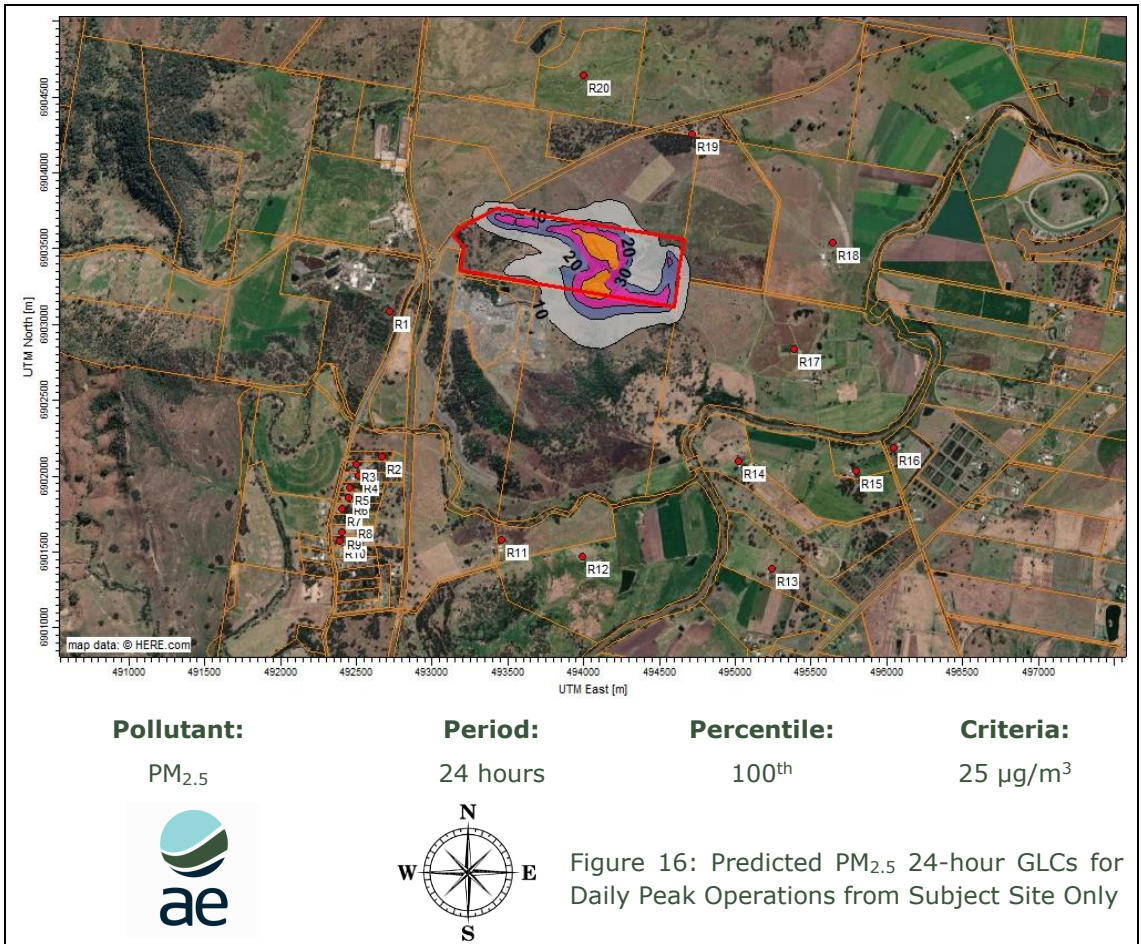 6904500
6904000
6903500
6903000
6902500
6902000
6901500
6901000
UTM North [m]
R20
R19
10
20
R18
20
30
10
R1
R17
R2
R3
R4
R5
R6
R7
R8
R9
R10
R16
R14
R15
R11
R12
R13
map data: © HERE.com
491000 491500 492000 492500 493000 493500 494000 494500 495000 495500 496000 496500 497000
UTM East [m]
Pollutant: Period: Percentile: Criteria:
PM2.5 24 hours 100th 25 µg/m3
ae
N
W E
S
Figure 16: Predicted PM2.5 24-hour GLCs for
Daily Peak Operations from Subject Site Only